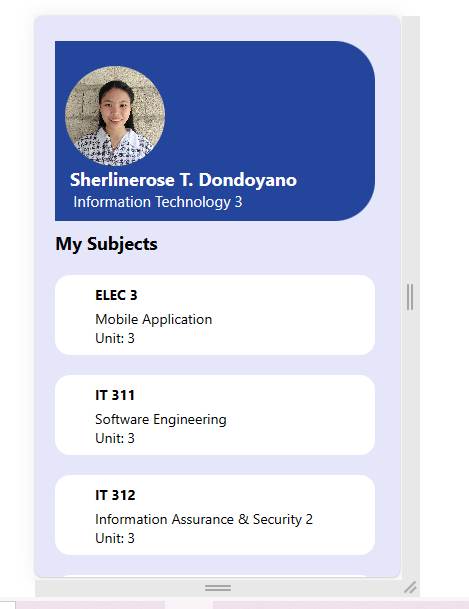 Sherlinerose T. Dondoyano
Information Technology 3
My Subjects
ELEC 3
Mobile Application
Unit: 3
IT 311
Software Engineering
Unit: 3
IT 312
Information Assurance & Security 2
Unit: 3